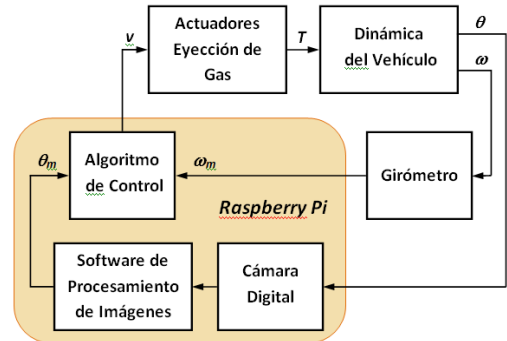 v
Actuadores
Eyección de
Gas
T
Dinámica
del Vehículo
θ
ω
θm
Algoritmo
de Control
ωm
Girómetro
Raspberry Pi
Software de
Procesamiento
de Imágenes
Cámara
Digital